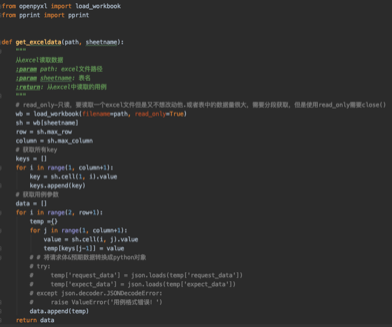 from openpyxl import load_workbook
from pprint import pprint
def get_exceldata(path, sheetname):
"""
从excel读取数据
:param path: excel文件路径
:param sheetname: 表名
:return: 从excel中读取的用例
"""
# read_only-只读, 要读取一个excel文件但是又不想改动他,或者表中的数据量很大, 需要分段获取, 但是使用read_only需要close()
wb = load_workbook(filename=path, read_only=True)
sh = wb[sheetname]
row = sh.max_row
column = sh.max_column
# 获取所有key
keys = []
for i in range(1, column+1):
key = sh.cell(1, i).value
keys.append(key)
# 获取用例参数
data = []
for i in range(2, row+1):
temp ={}
for j in range(1, column+1):
value = sh.cell(i, j).value
temp[keys[j-1]] = value
# # 将请求体&预期数据转换成python对象
# try:
#     temp['request_data'] = json.loads(temp['request_data'])
#     temp['expect_data'] = json.loads(temp['expect_data'])
# except json.decoder.JSONDecodeError:
#     raise ValueError('用例格式错误! ')
data.append(temp)
return data